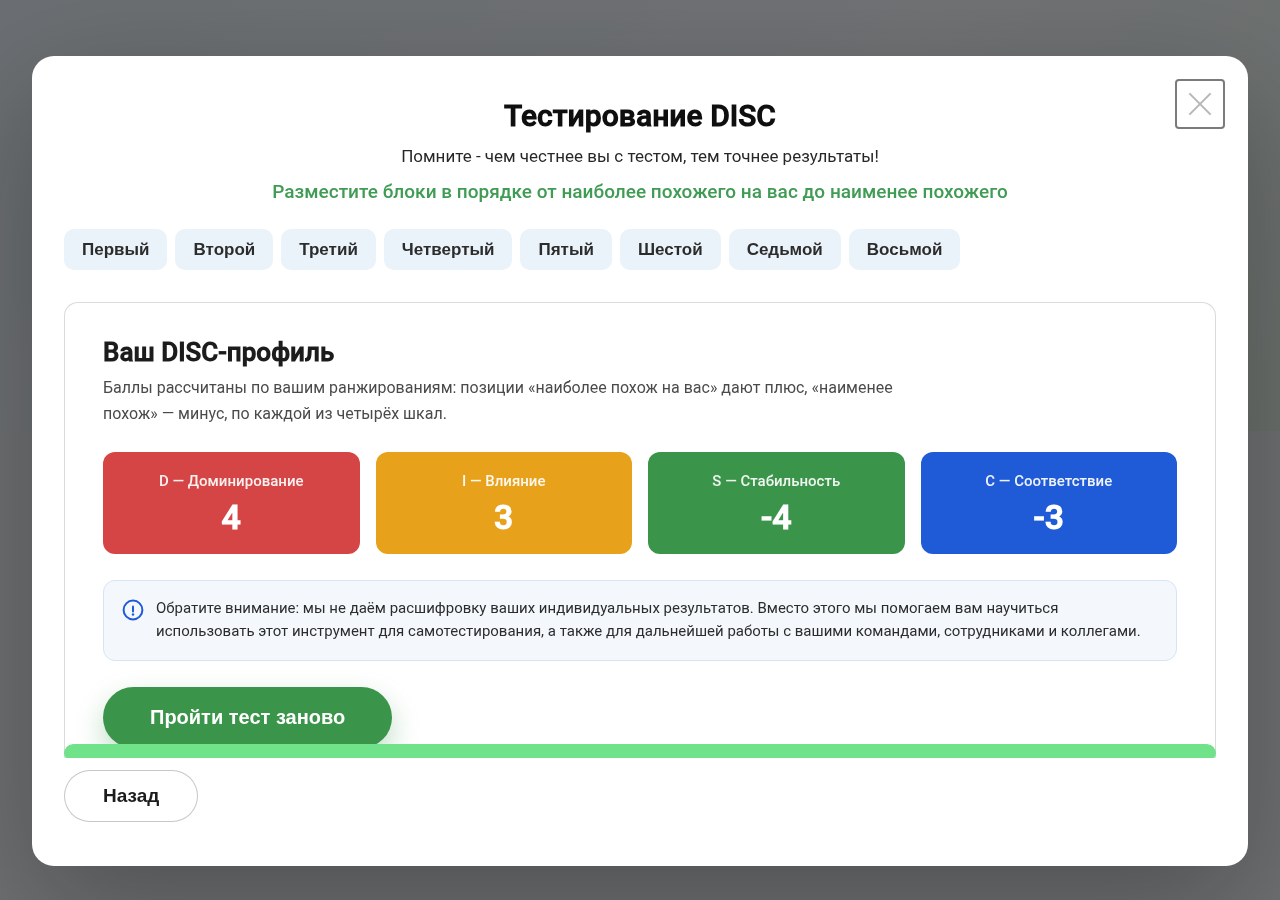 Тестирование DISC
Помните - чем честнее вы с тестом, тем точнее результаты!
Разместите блоки в порядке от наиболее похожего на вас до наименее похожего
Первый Второй Третий Четвертый Пятый Шестой Седьмой Восьмой
Ваш DISC-профиль
Баллы рассчитаны по вашим ранжированиям: позиции «наиболее похож на вас» дают плюс, «наименее
похож» — минус, по каждой из четырёх шкал.
D — Доминирование I — Влияние S — Стабильность C — Соответствие
4 3 -4 -3
Обратите внимание: мы не даём расшифровку ваших индивидуальных результатов. Вместо этого мы помогаем вам научиться
использовать этот инструмент для самотестирования, а также для дальнейшей работы с вашими командами, сотрудниками и коллегами.
Пройти тест заново
Назад